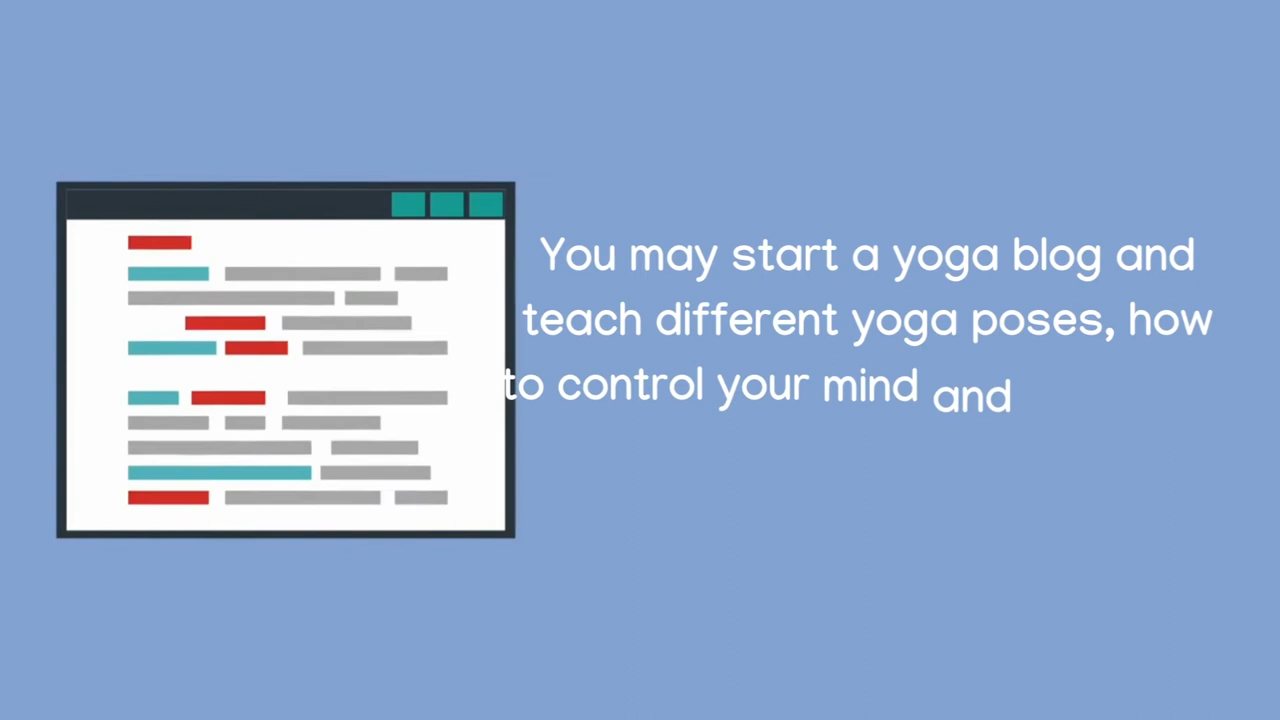 You may start a yoga blog and
teach different yoga poses, how
to control your mind and